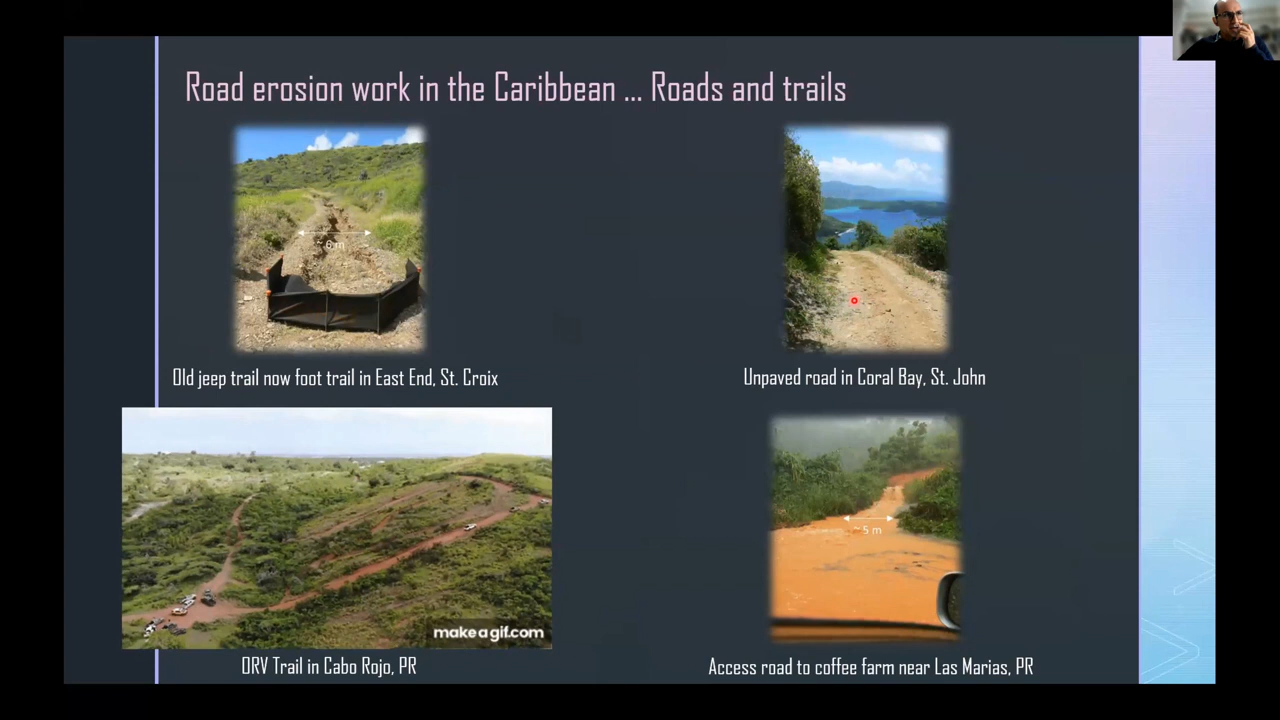 Road erosion work in the Caribbean ... Roads and trails
~ 6 m
Old jeep trail now foot trail in East End, St. Croix
Unpaved road in Coral Bay, St. John
makeagif.com
~ 5 m
ORV Trail in Cabo Rojo, PR
Access road to coffee farm near Las Marias, PR